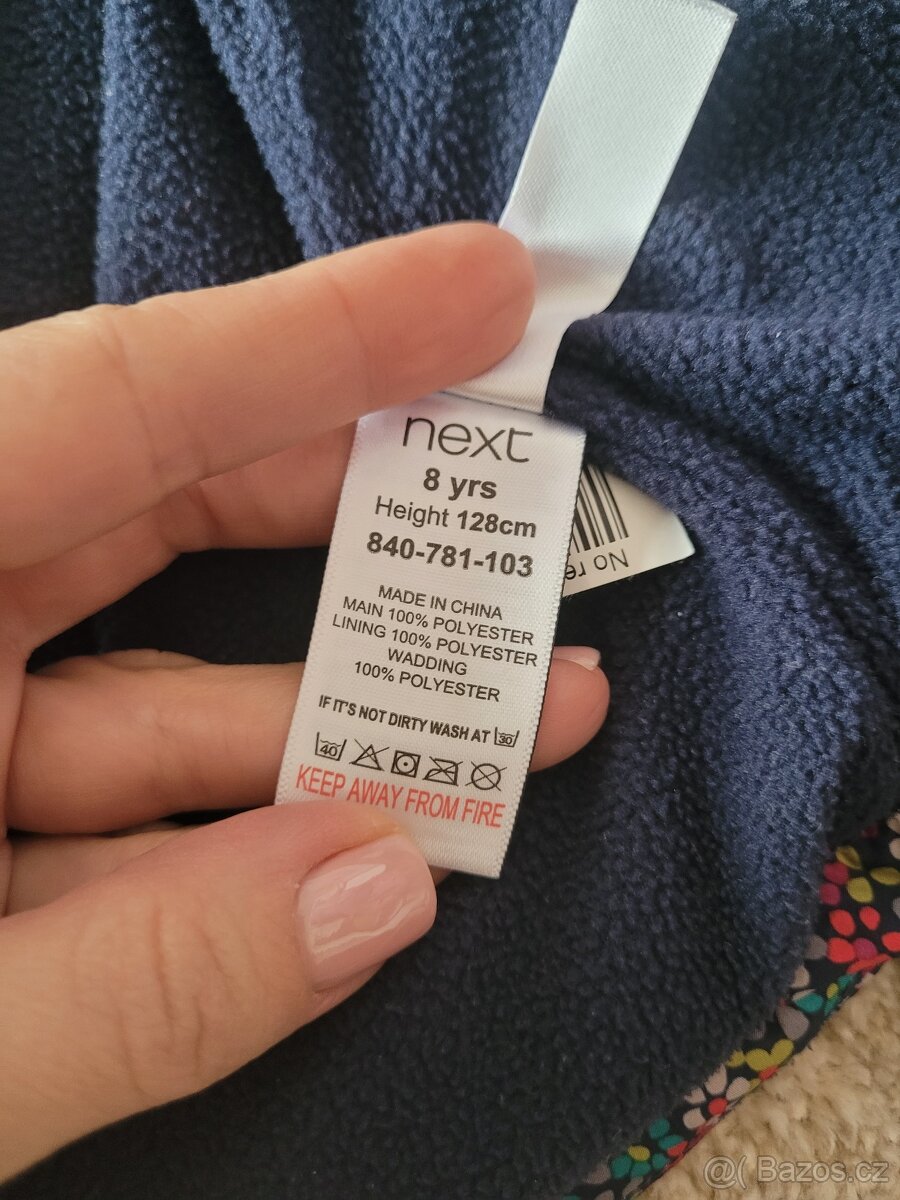 next
8 yrs
Height 128cm
840-781-103
MADE IN CHINA
MAIN 100% POLYESTER
LINING 100% POLYESTER
WADDING
100% POLYESTER
IF IT'S NOT DIRTY WASH AT 30
40
KEEP AWAY FROM FIRE
No re
@( Bazos.cz